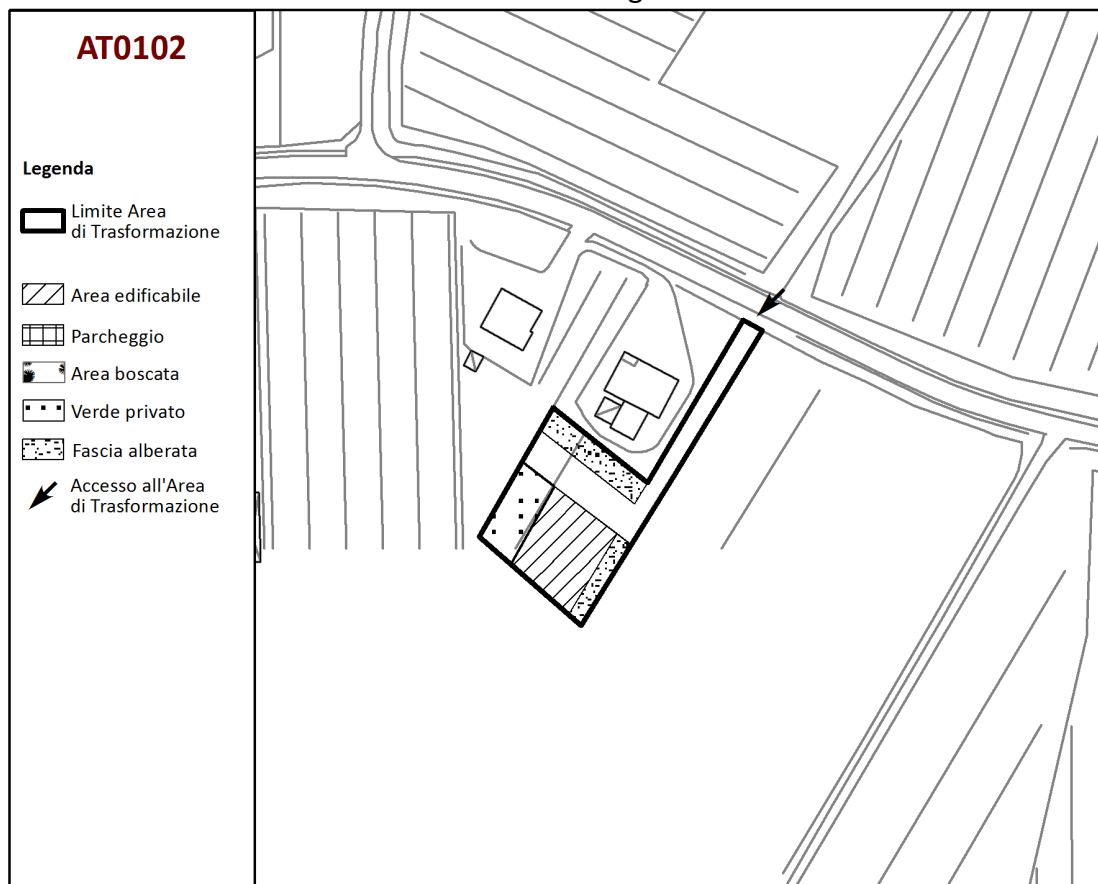 AT0102
Legenda
Limite Area
di Trasformazione
Area edificabile
Parcheggio
Area boscata
Verde privato
Fascia alberata
Accesso all'Area
di Trasformazione